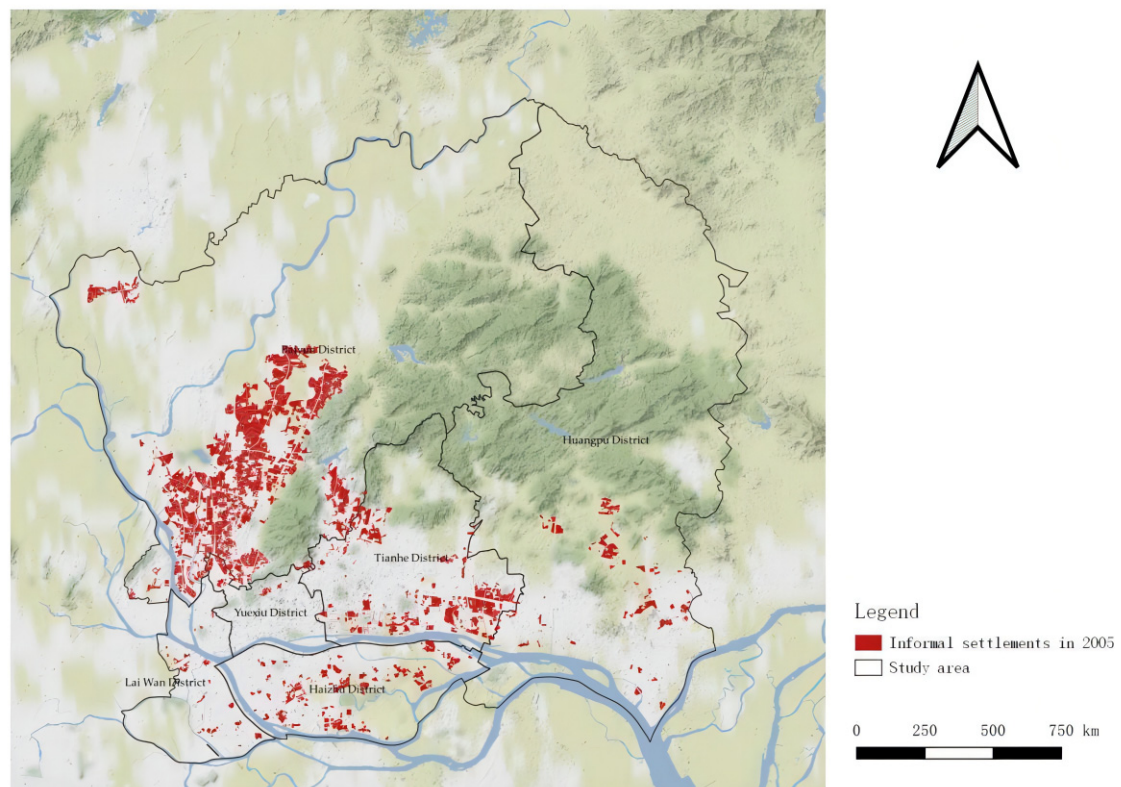 Baiyun District
Huangpu District
Tianhe District
Yuexiu District
Lai Wan District
Haizhu District
Legend
Informal settlements in 2005
Study area
0 250 500 750 km